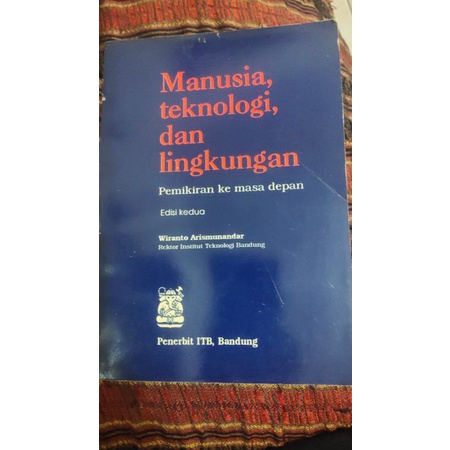 Manusia,
teknologi,
dan
lingkungan
Pemikiran ke masa depan
Edisi kedua
Wiranto Arismunandar
Rektor Institut Teknologi Bandung
Penerbit ITB, Bandung